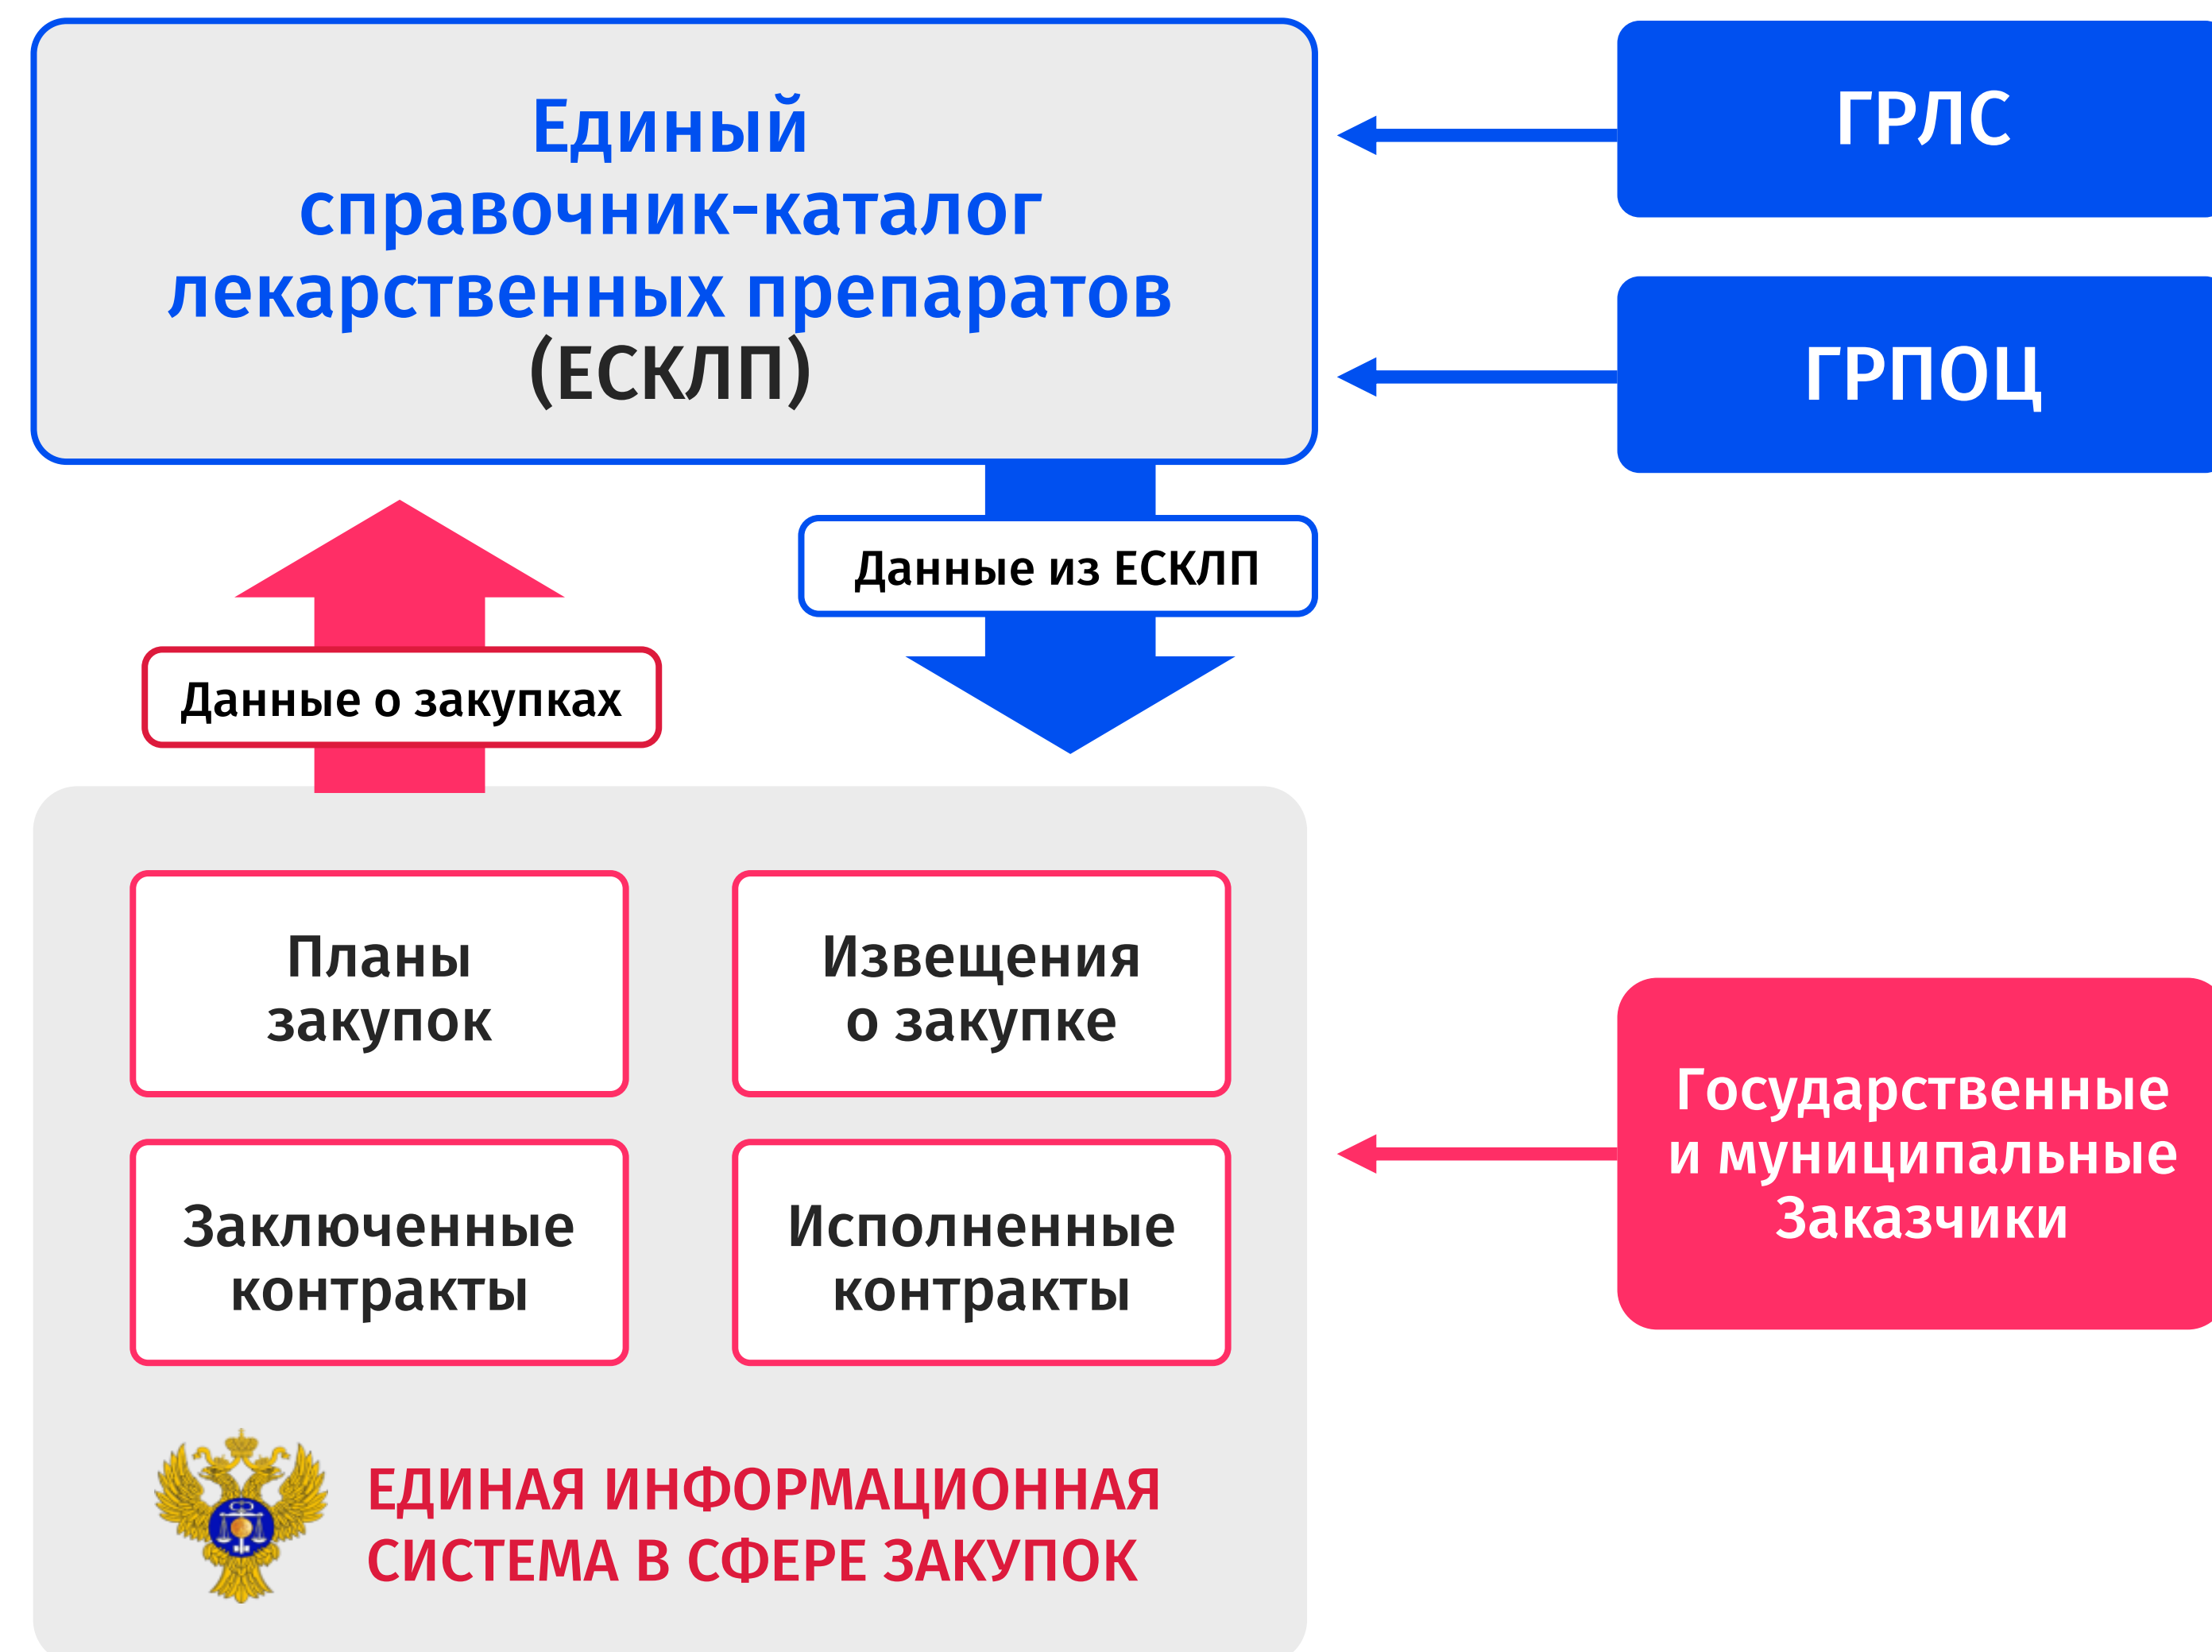 Единый
справочник-каталог
лекарственных препаратов
(ЕСКЛП)
ГРЛС
ГРПОЦ
Данные из ЕСКЛП
Данные о закупках
Планы
закупок
Извещения
о закупке
Заключенные
контракты
Исполненные
контракты
Государственные
и муниципальные
Заказчики
ЕДИНАЯ ИНФОРМАЦИОННАЯ
СИСТЕМА В СФЕРЕ ЗАКУПОК